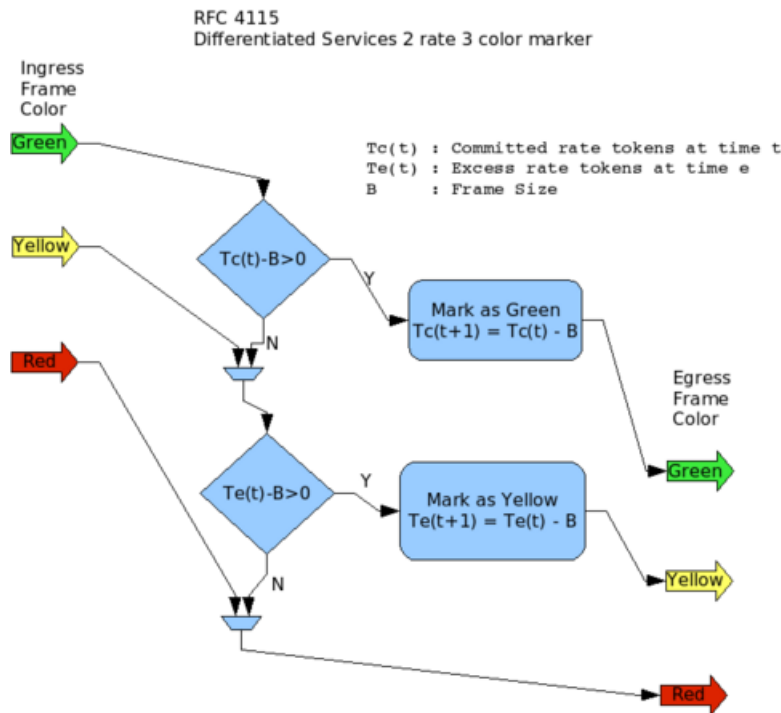 RFC 4115
Differentiated Services 2 rate 3 color marker
Ingress
Frame
Color
Green
Tc(t) : Committed rate tokens at time t
Te(t) : Excess rate tokens at time e
B : Frame Size
Yellow
Tc(t)-B>0
Y
Mark as Green
Tc(t+1) = Tc(t) - B
N
Red
Egress
Frame
Color
Green
Te(t)-B>0
Y
Mark as Yellow
Te(t+1) = Te(t) - B
N
Yellow
Red